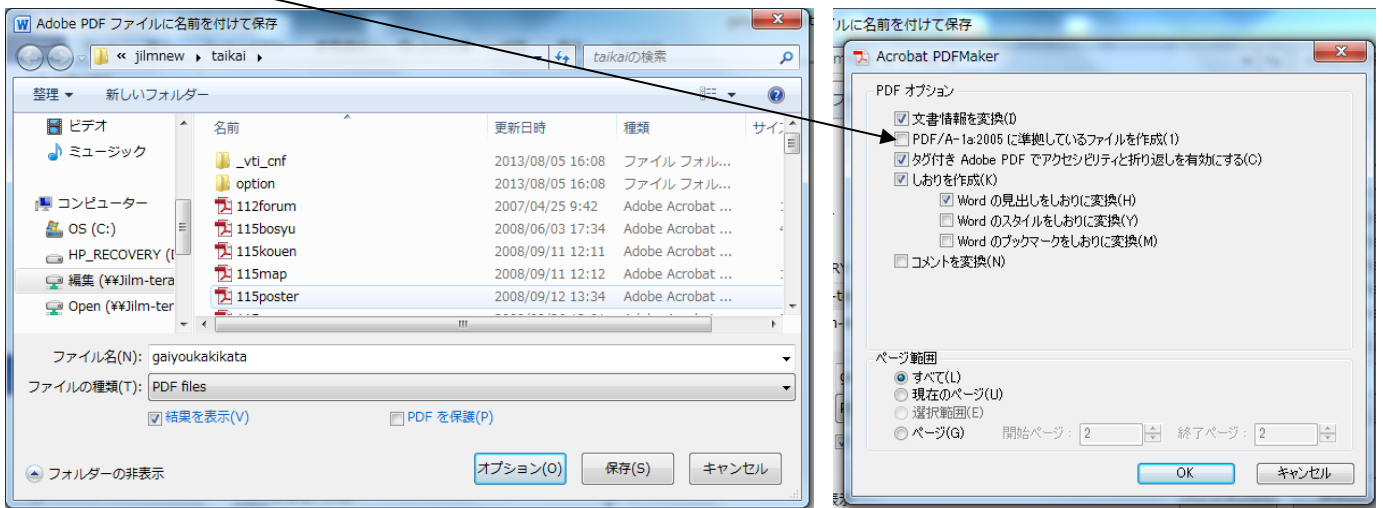 Adobe PDF ファイルに名前を付けて保存
« jilmnew ▸ taikai ▸
taikaiの検索
整理 ▼ 新しいフォルダー
ビデオ
ミュージック
コンピューター
OS (C:)
HP_RECOVERY (
編集 (¥¥Jilm-tera
Open (¥¥Jilm-ter
名前 更新日時 種類 サイ
_vti_cnf 2013/08/05 16:08 ファイル フォル...
option 2013/08/05 16:08 ファイル フォル...
112forum 2007/04/25 9:42 Adobe Acrobat ...
115bosyu 2008/06/03 17:34 Adobe Acrobat ...
115kouen 2008/09/11 12:11 Adobe Acrobat ...
115map 2008/09/11 12:12 Adobe Acrobat ...
115poster 2008/09/12 13:34 Adobe Acrobat ...
ファイル名(N): gaiyoukakikata
ファイルの種類(T): PDF files
結果を表示(V) PDF を保護(P)
フォルダーの非表示 オプション(O) 保存(S) キャンセル
ルに名前を付けて保存
Acrobat PDFMaker
PDF オプション
文書情報を変換(I)
PDF/A-1a:2005 に準拠しているファイルを作成(1)
タグ付き Adobe PDF でアクセシビリティと折り返しを有効にする(C)
しおりを作成(K)
Word の見出しをしおりに変換(H)
Word のスタイルをしおりに変換(Y)
Word のブックマークをしおりに変換(M)
コメントを変換(N)
ページ範囲
すべて(L)
現在のページ(U)
選択範囲(E)
ページ(G) 開始ページ : 2 終了ページ : 2
OK キャンセル